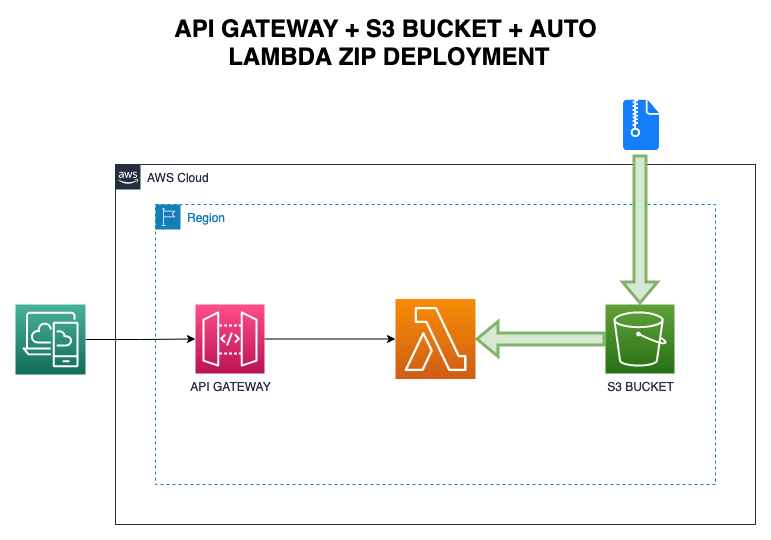 API GATEWAY + S3 BUCKET + AUTO
LAMBDA ZIP DEPLOYMENT
aws
AWS Cloud
Region
</>
API GATEWAY
S3 BUCKET